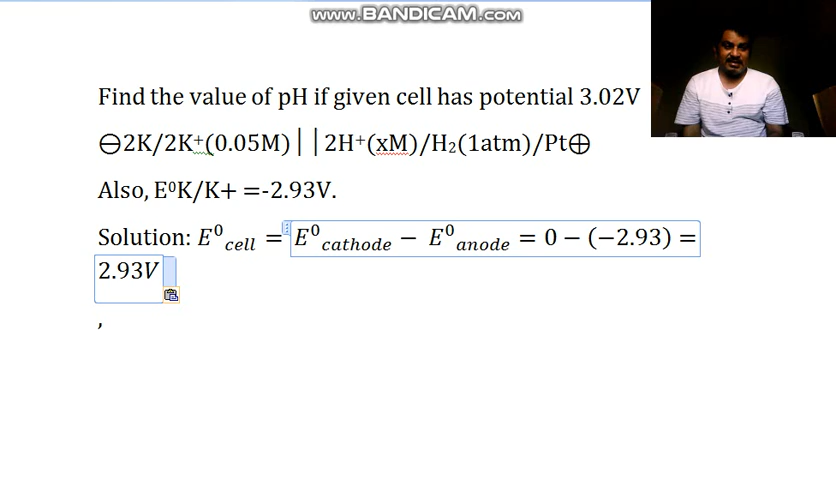 www.BANDICAM.com
Find the value of pH if given cell has potential 3.02V
⊖2K/2K⁺(0.05M)││2H⁺(xM)/H₂(1atm)/Pt⊕
Also, E⁰K/K+ =-2.93V.
Solution: E⁰cell = E⁰cathode − E⁰anode = 0 − (−2.93) =
2.93V
,